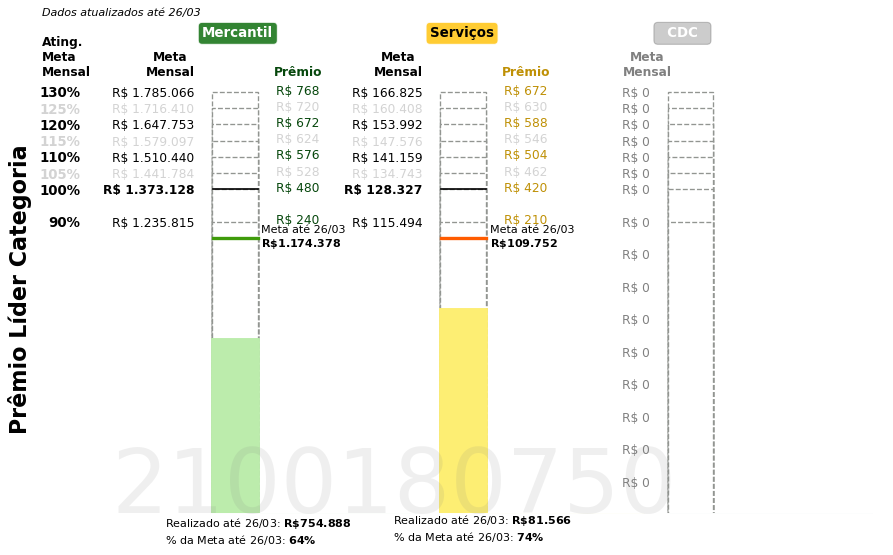 Dados atualizados até 26/03
Mercantil Serviços CDC
Ating.
Meta Meta Meta Meta
Mensal Mensal Prêmio Mensal Prêmio Mensal
130% R$ 1.785.066 R$ 768 R$ 166.825 R$ 672 R$ 0
125% R$ 1.716.410 R$ 720 R$ 160.408 R$ 630 R$ 0
120% R$ 1.647.753 R$ 672 R$ 153.992 R$ 588 R$ 0
115% R$ 1.579.097 R$ 624 R$ 147.576 R$ 546 R$ 0
110% R$ 1.510.440 R$ 576 R$ 141.159 R$ 504 R$ 0
105% R$ 1.441.784 R$ 528 R$ 134.743 R$ 462 R$ 0
100% R$ 1.373.128 R$ 480 R$ 128.327 R$ 420 R$ 0
90% R$ 1.235.815 R$ 240 R$ 115.494 R$ 210 R$ 0
Meta até 26/03 Meta até 26/03
R$1.174.378 R$109.752
R$ 0
R$ 0
R$ 0
R$ 0
R$ 0
R$ 0
R$ 0
R$ 0
Prêmio Líder Categoria
2100180750
Realizado até 26/03: R$754.888 Realizado até 26/03: R$81.566
% da Meta até 26/03: 64% % da Meta até 26/03: 74%